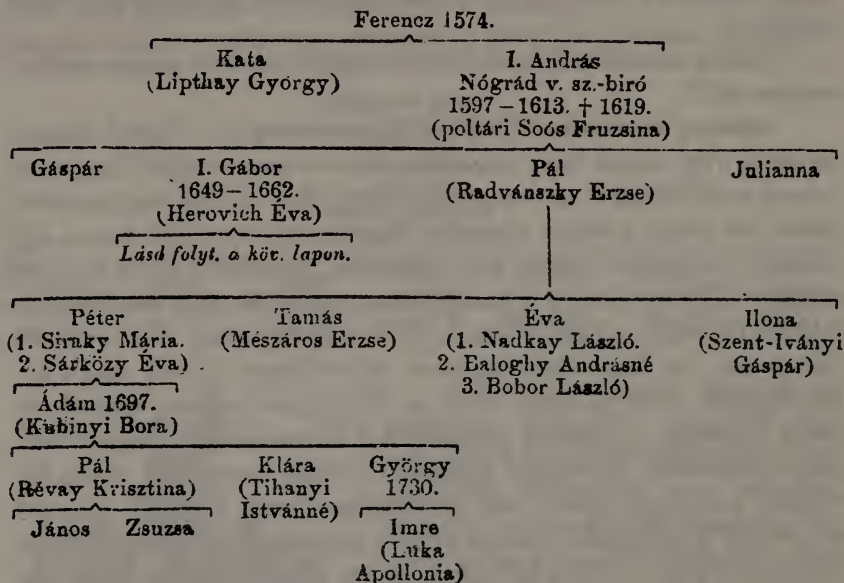 Ferencz 1574.
Kata I. András
(Lipthay György) Nógrád v. sz.-biró
1597–1613. † 1619.
(poltári Soós Fruzsina)
Gáspár I. Gábor Pál Julianna
1649–1662. (Radvánszky Erzse)
(Herovich Éva)
Lásd folyt. a köv. lapon.
Péter Tamás Éva Ilona
(1. Simky Mária. (Mészáros Erzse) (1. Nadkay László. (Szent-Iványi
2. Sárközy Éva) 2. Baloghy Andrásné Gáspár)
3. Bobor László)
Ádám 1697.
(Kubinyi Bora)
Pál Klára György
(Révay Krisztina) (Tihanyi 1730.
Istvánné)
János Zsuzsa Imre
(Luka
Apollonia)